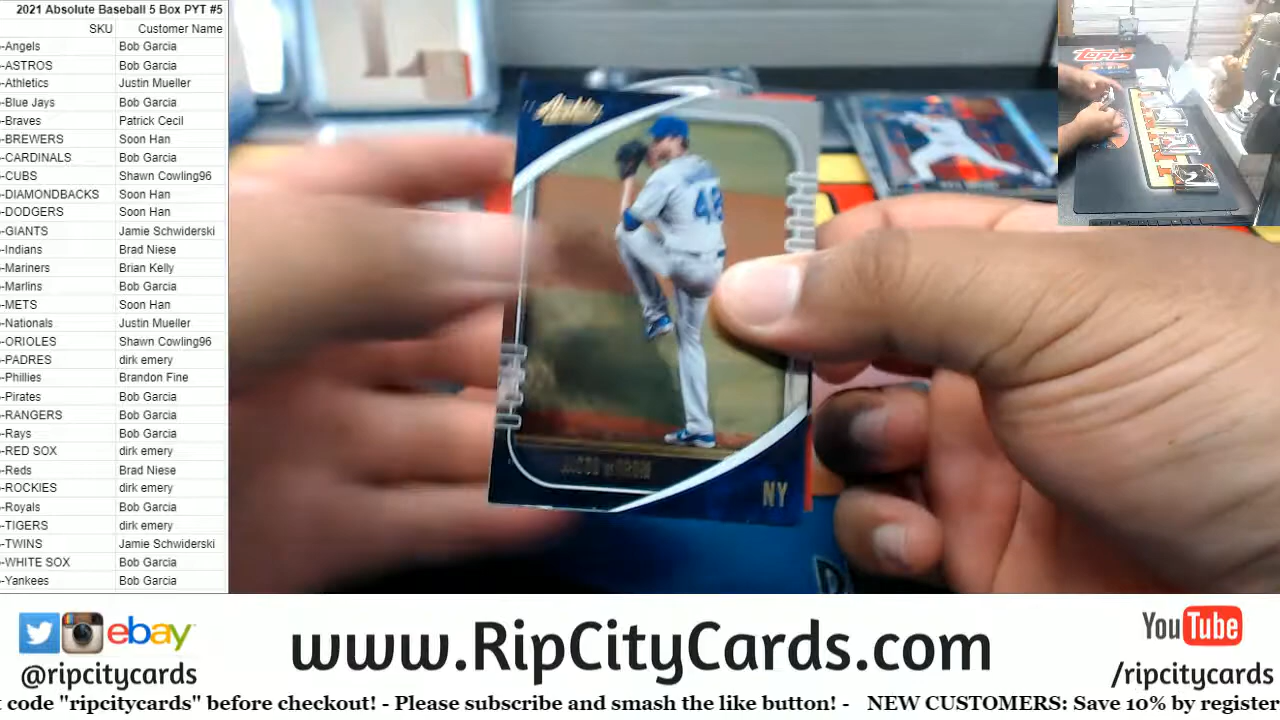 2021 Absolute Baseball 5 Box PYT #5
SKU Customer Name
-Angels Bob Garcia
-ASTROS Bob Garcia
-Athletics Justin Mueller
-Blue Jays Bob Garcia
-Braves Patrick Cecil
-BREWERS Soon Han
-CARDINALS Bob Garcia
-CUBS Shawn Cowling96
-DIAMONDBACKS Soon Han
-DODGERS Soon Han
-GIANTS Jamie Schwiderski
-Indians Brad Niese
-Mariners Brian Kelly
-Marlins Bob Garcia
-METS Soon Han
-Nationals Justin Mueller
-ORIOLES Shawn Cowling96
-PADRES dirk emery
-Phillies Brandon Fine
-Pirates Bob Garcia
-RANGERS Bob Garcia
-Rays Bob Garcia
-RED SOX dirk emery
-Reds Brad Niese
-ROCKIES dirk emery
-Royals Bob Garcia
-TIGERS dirk emery
-TWINS Jamie Schwiderski
-WHITE SOX Bob Garcia
-Yankees Bob Garcia
Absolute
48
JACOB deGROM
NY
Topps
ebay
@ripcitycards
www.RipCityCards.com
YouTube
/ripcitycards
code "ripcitycards" before checkout! - Please subscribe and smash the like button! - NEW CUSTOMERS: Save 10% by register